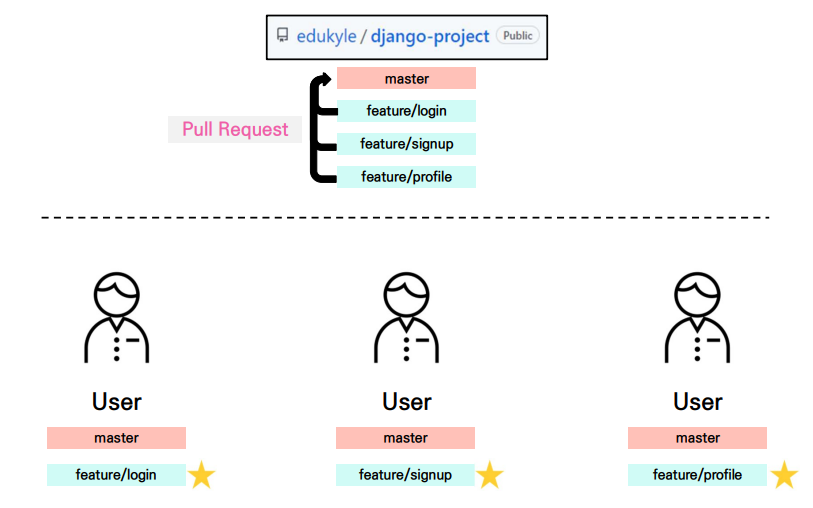 edukyle / django-project Public
master
feature/login
Pull Request
feature/signup
feature/profile
User
User
User
master
master
master
feature/login
feature/signup
feature/profile